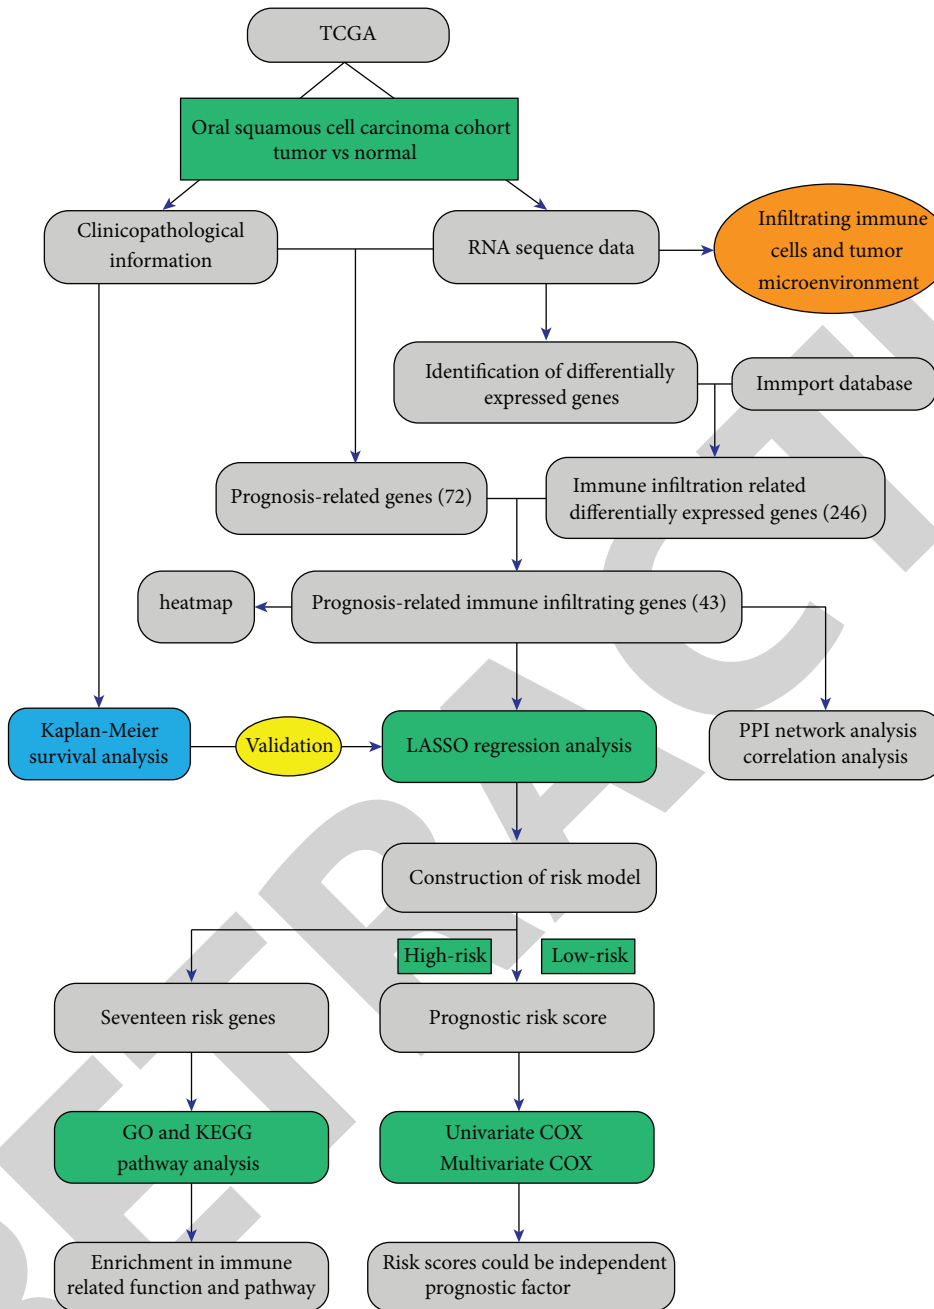 TCGA
Oral squamous cell carcinoma cohort
tumor vs normal
Clinicopathological
information
RNA sequence data
Infiltrating immune
cells and tumor
microenvironment
Identification of differentially
expressed genes
Immport database
Prognosis-related genes (72)
Immune infiltration related
differentially expressed genes (246)
heatmap
Prognosis-related immune infiltrating genes (43)
Kaplan-Meier
survival analysis
Validation
LASSO regression analysis
PPI network analysis
correlation analysis
Construction of risk model
High-risk
Low-risk
Seventeen risk genes
Prognostic risk score
GO and KEGG
pathway analysis
Univariate COX
Multivariate COX
Enrichment in immune
related function and pathway
Risk scores could be independent
prognostic factor
RETRACT